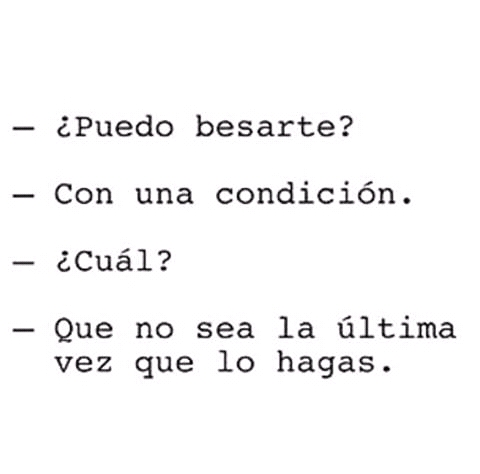 — ¿Puedo besarte?
— Con una condición.
— ¿Cuál?
— Que no sea la última
vez que lo hagas.